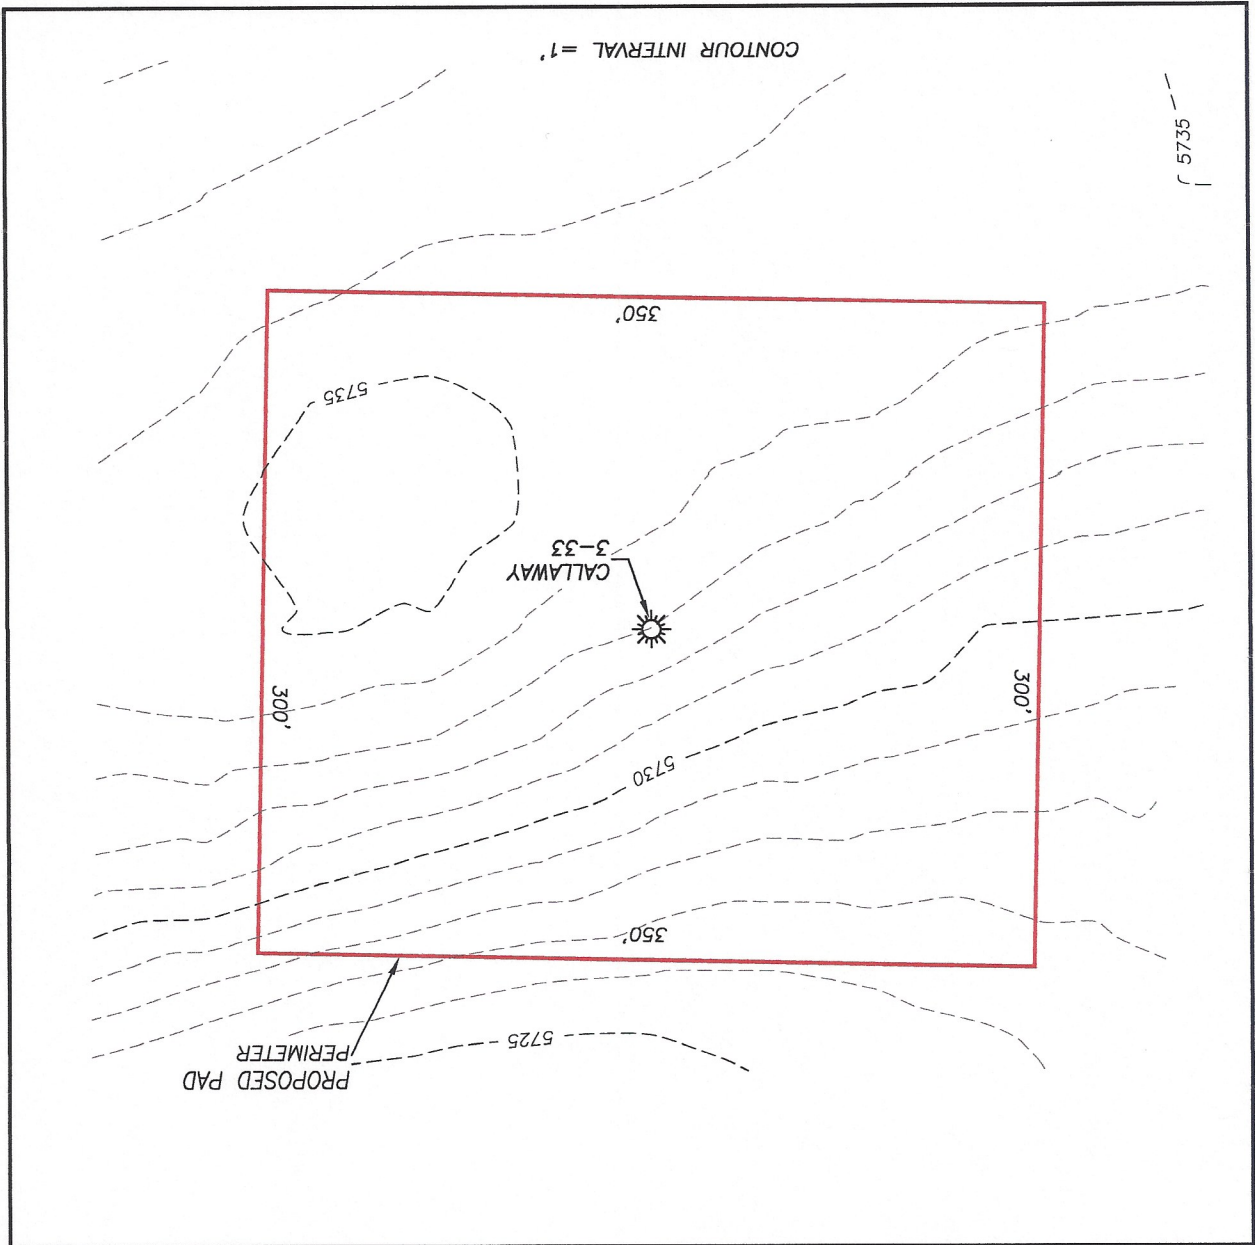 PROPOSED PAD
PERIMETER
5725
350'
5730
300'
300'
CALLAWAY
3-33
5735
350'
5735
CONTOUR INTERVAL =1'